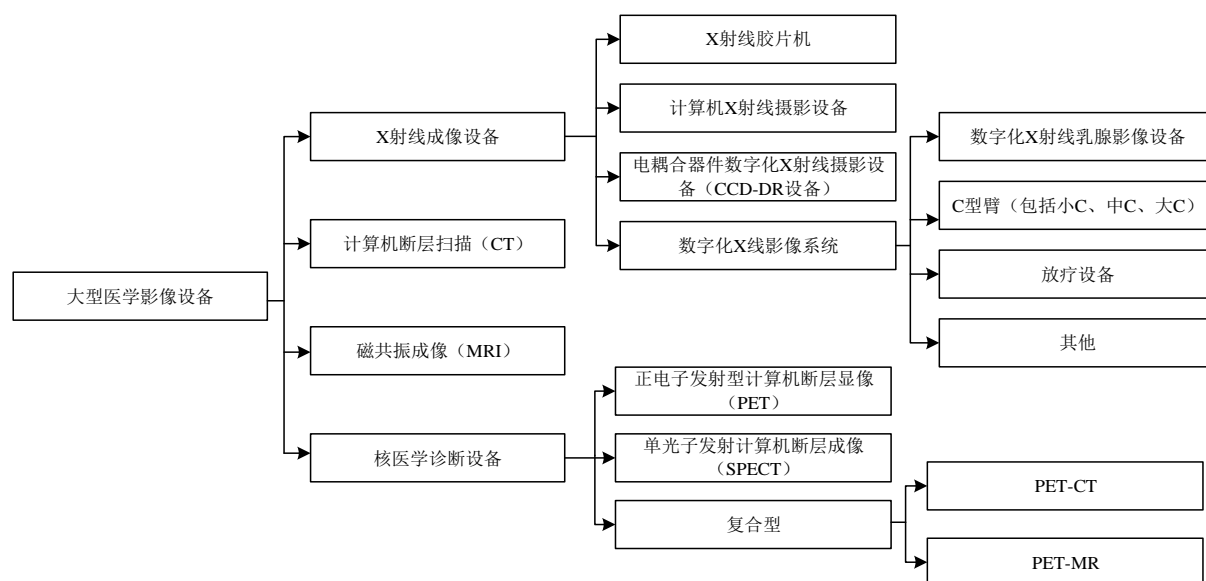 大型医学影像设备
X射线成像设备
计算机断层扫描（CT）
磁共振成像（MRI）
核医学诊断设备
X射线胶片机
计算机X射线摄影设备
电耦合器件数字化X射线摄影设
备（CCD-DR设备）
数字化X线影像系统
数字化X射线乳腺影像设备
C型臂（包括小C、中C、大C）
放疗设备
其他
正电子发射型计算机断层显像
（PET）
单光子发射计算机断层成像
（SPECT）
复合型
PET-CT
PET-MR